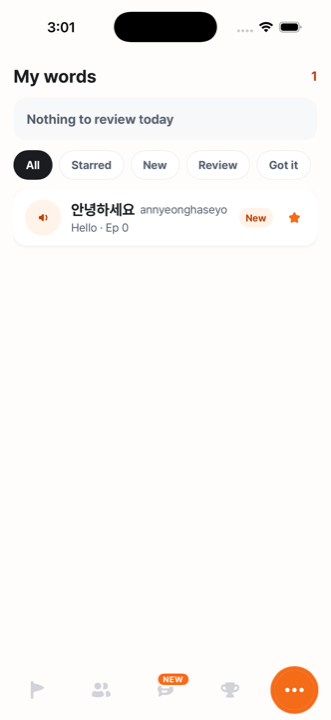 3:01
My words
1
Nothing to review today
All
Starred
New
Review
Got it
안녕하세요 annyeonghaseyo
Hello · Ep 0
New
NEW